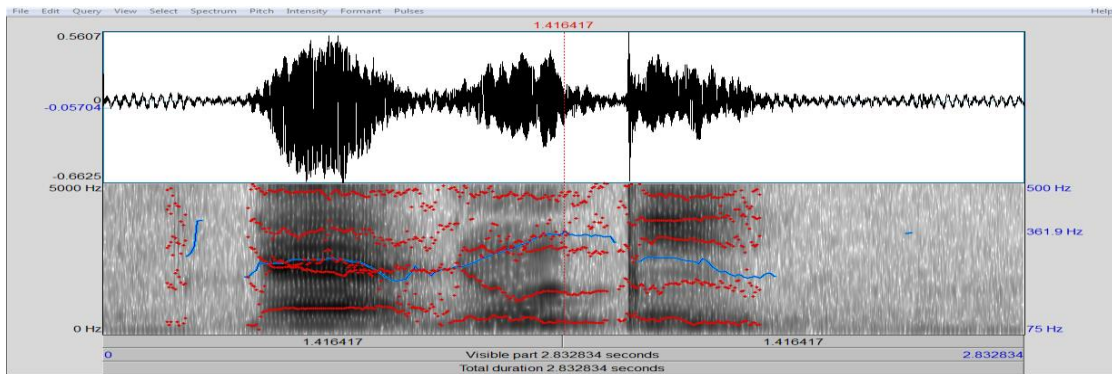 File Edit Query View Select Spectrum Pitch Intensity Formant Pulses Help
1.416417
0.5607
0
-0.05704
-0.6625
5000 Hz 500 Hz
361.9 Hz
0 Hz 75 Hz
1.416417 1.416417
0 Visible part 2.832834 seconds 2.832834
Total duration 2.832834 seconds